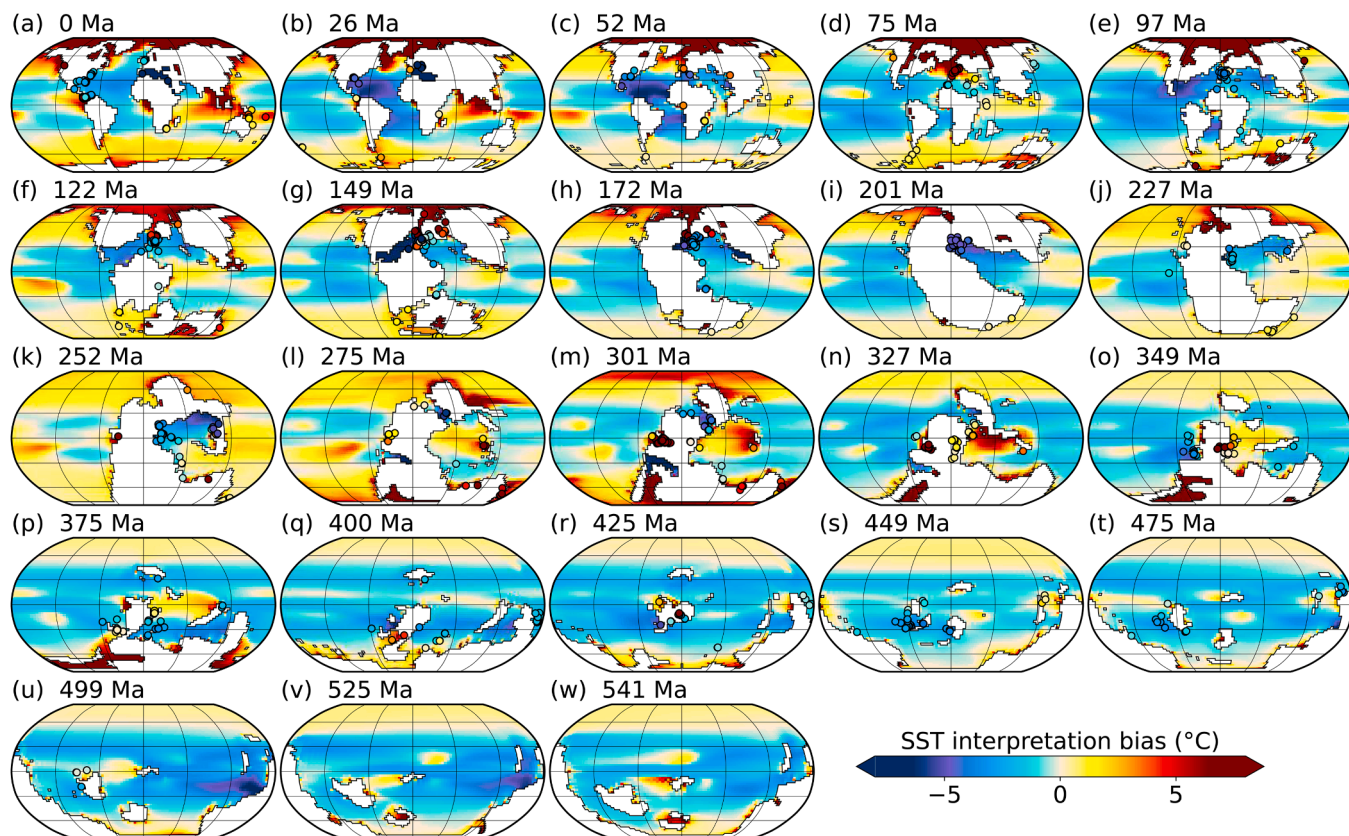 (a) 0 Ma
(b) 26 Ma
(c) 52 Ma
(d) 75 Ma
(e) 97 Ma
(f) 122 Ma
(g) 149 Ma
(h) 172 Ma
(i) 201 Ma
(j) 227 Ma
(k) 252 Ma
(l) 275 Ma
(m) 301 Ma
(n) 327 Ma
(o) 349 Ma
(p) 375 Ma
(q) 400 Ma
(r) 425 Ma
(s) 449 Ma
(t) 475 Ma
(u) 499 Ma
(v) 525 Ma
(w) 541 Ma
SST interpretation bias (°C)
−5 0 5